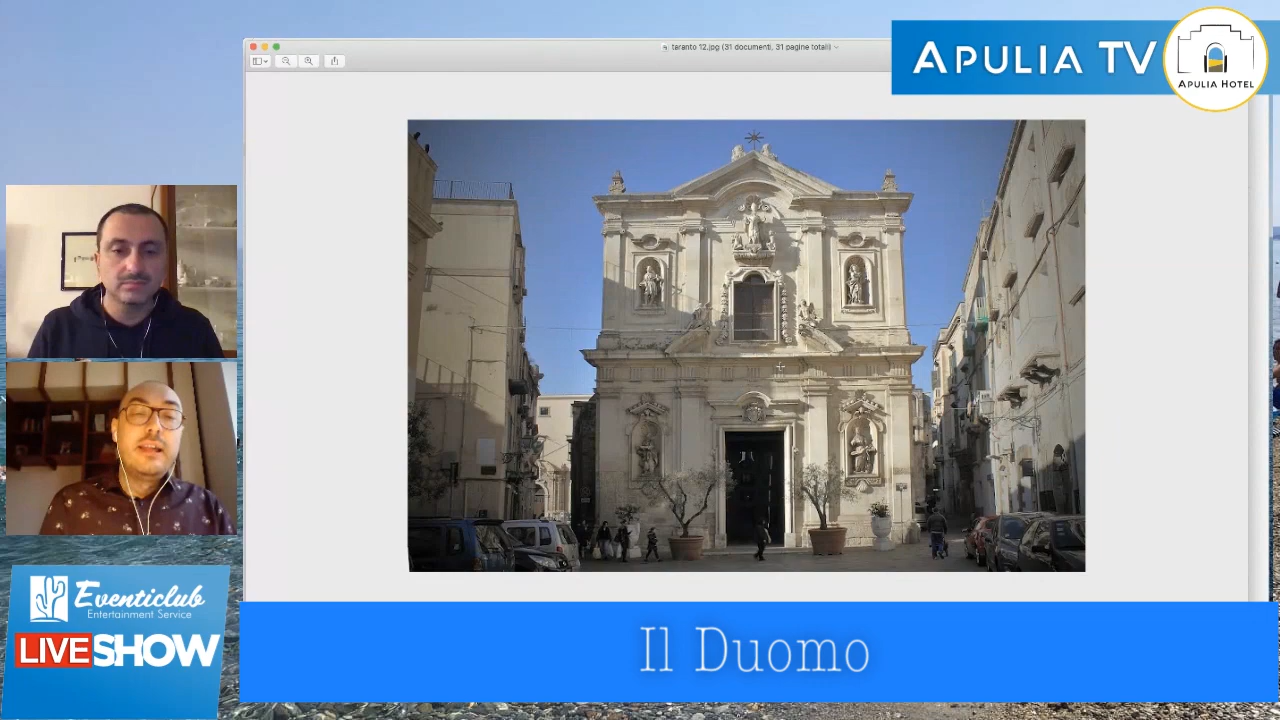 taranto 12.jpg (31 documenti, 31 pagine totali)
APULIA TV
APULIA HOTEL
Eventiclub
Entertainment Service
LIVESHOW
Il Duomo